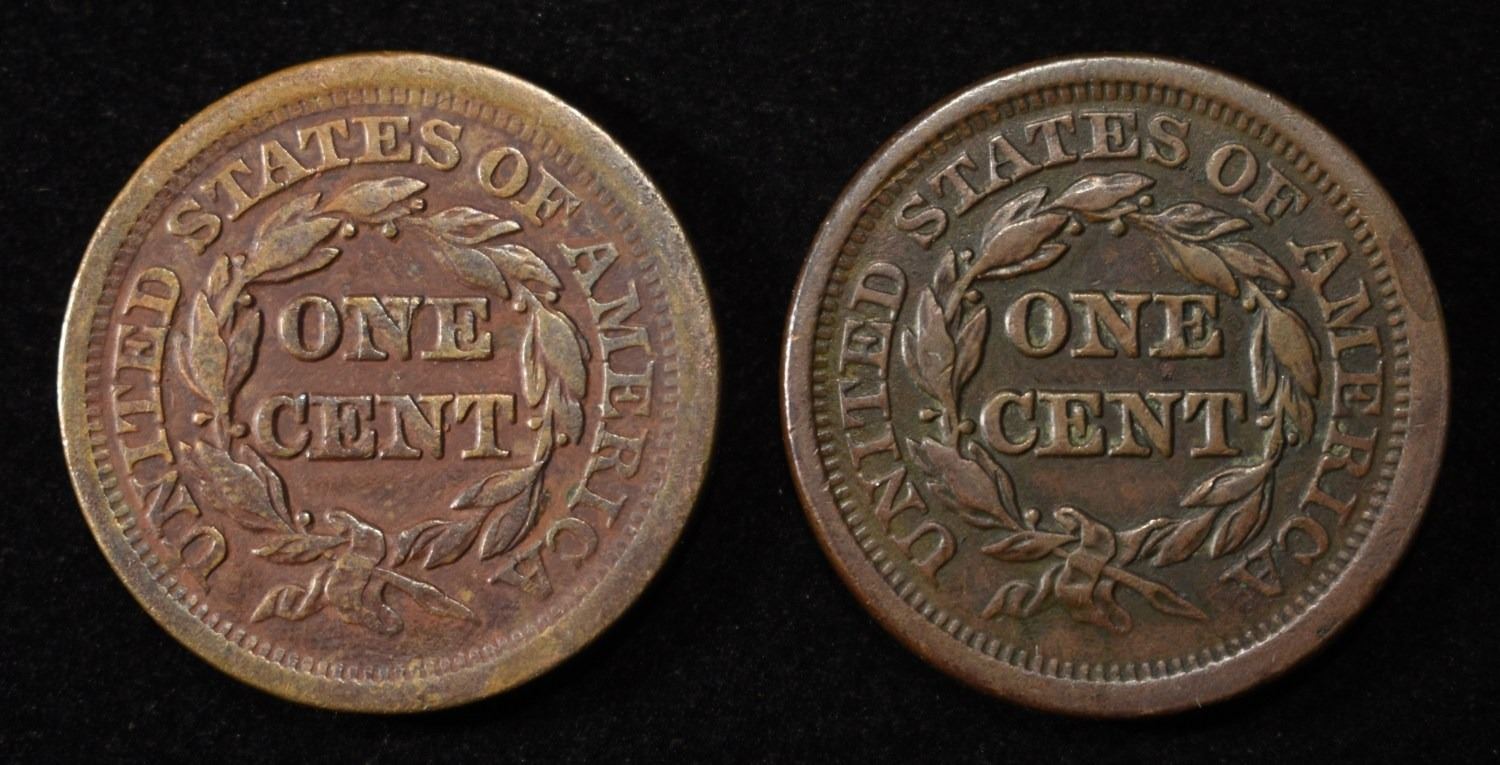 UNITED STATES OF AMERICA
ONE
CENT
UNITED STATES OF AMERICA
ONE
CENT